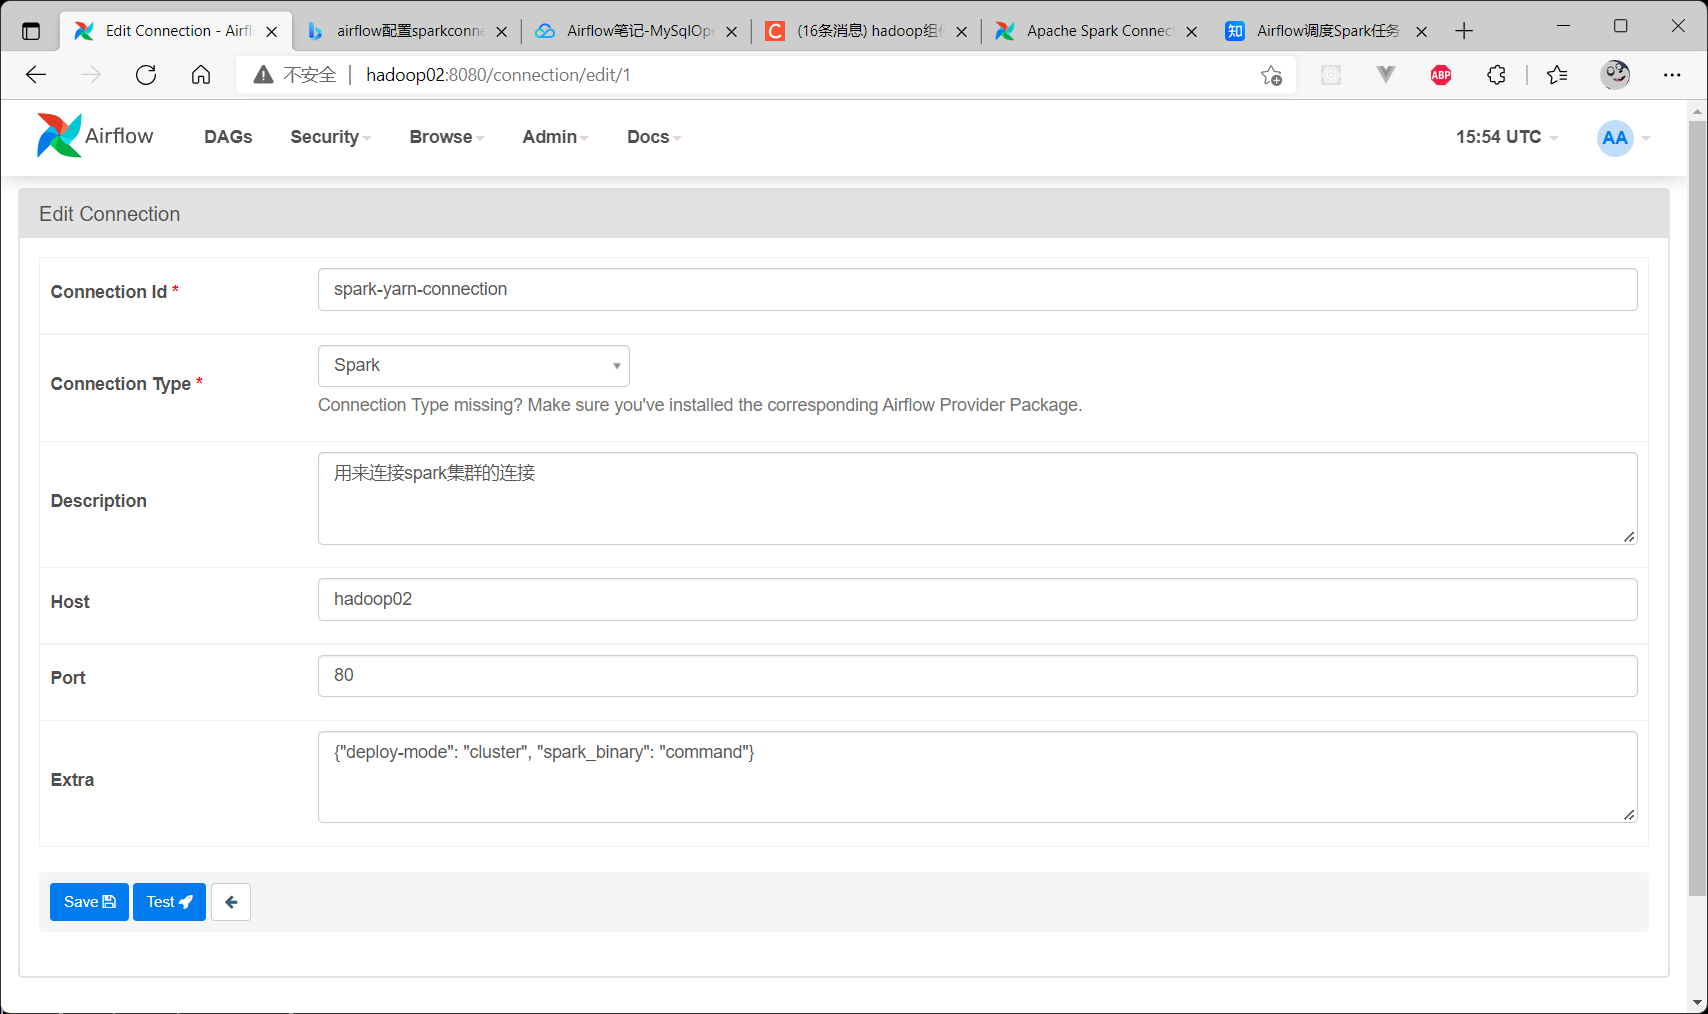 Edit Connection - Airfl
airflow配置sparkconne
Airflow笔记-MySqlOpe
(16条消息) hadoop组件
Apache Spark Connect
Airflow调度Spark任务
不安全
hadoop02:8080/connection/edit/1
ABP
Airflow
DAGs
Security
Browse
Admin
Docs
15:54 UTC
AA
Edit Connection
Connection Id *
spark-yarn-connection
Connection Type *
Spark
Connection Type missing? Make sure you've installed the corresponding Airflow Provider Package.
Description
用来连接spark集群的连接
Host
hadoop02
Port
80
Extra
{"deploy-mode": "cluster", "spark_binary": "command"}
Save
Test